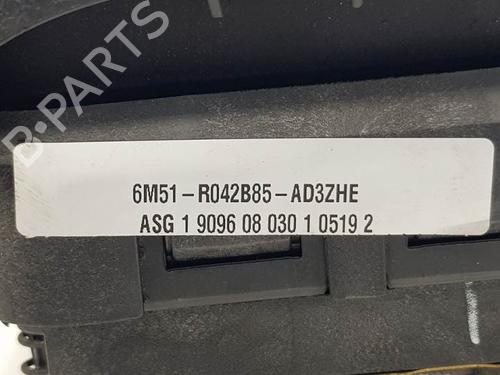 B-PARTS
6M51-R042B85-AD3ZHE
ASG 1 9096 08 030 1 0519 2